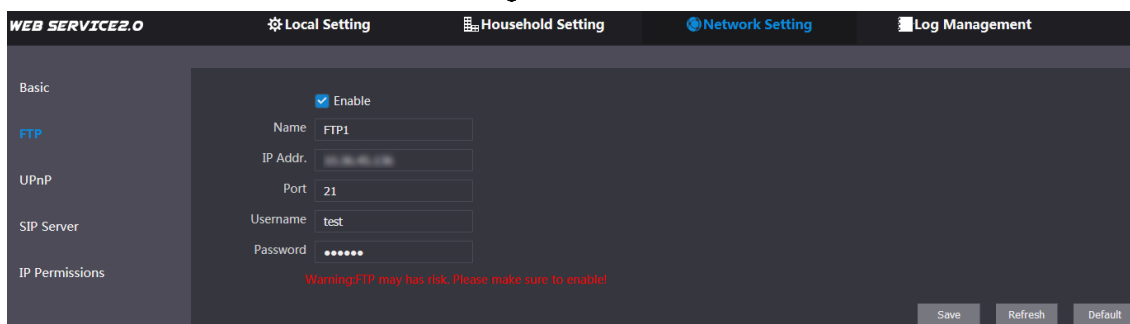 WEB SERVICE2.0 Local Setting Household Setting Network Setting Log Management
Basic
Enable
FTP
Name FTP1
IP Addr.
UPnP
Port 21
SIP Server
Username test
Password ••••••
IP Permissions
Warning:FTP may has risk. Please make sure to enable!
Save Refresh Default